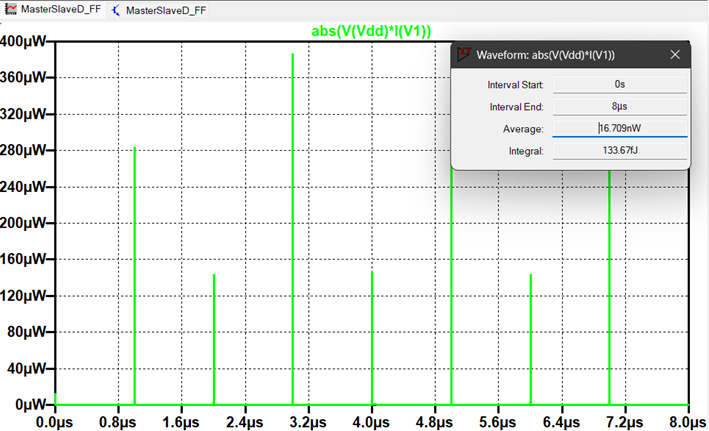 MasterSlaveD_FF MasterSlaveD_FF
abs(V(Vdd)*I(V1))
400µW
360µW
320µW
280µW
240µW
200µW
160µW
120µW
80µW
40µW
0µW
0.0µs 0.8µs 1.6µs 2.4µs 3.2µs 4.0µs 4.8µs 5.6µs 6.4µs 7.2µs 8.0µs
Waveform: abs(V(Vdd)*I(V1))
Interval Start: 0s
Interval End: 8µs
Average: 16.709nW
Integral: 133.67fJ